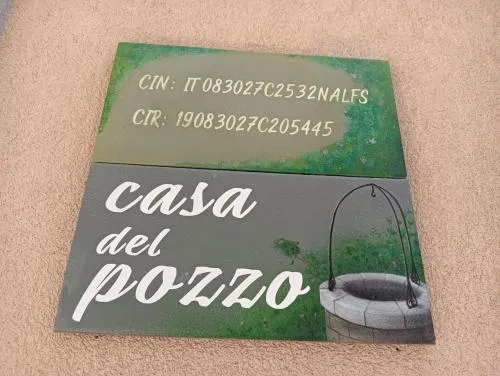 CIN: IT083027C2532NALFS
CIR: 19083027C205445
casa
del
pozzo